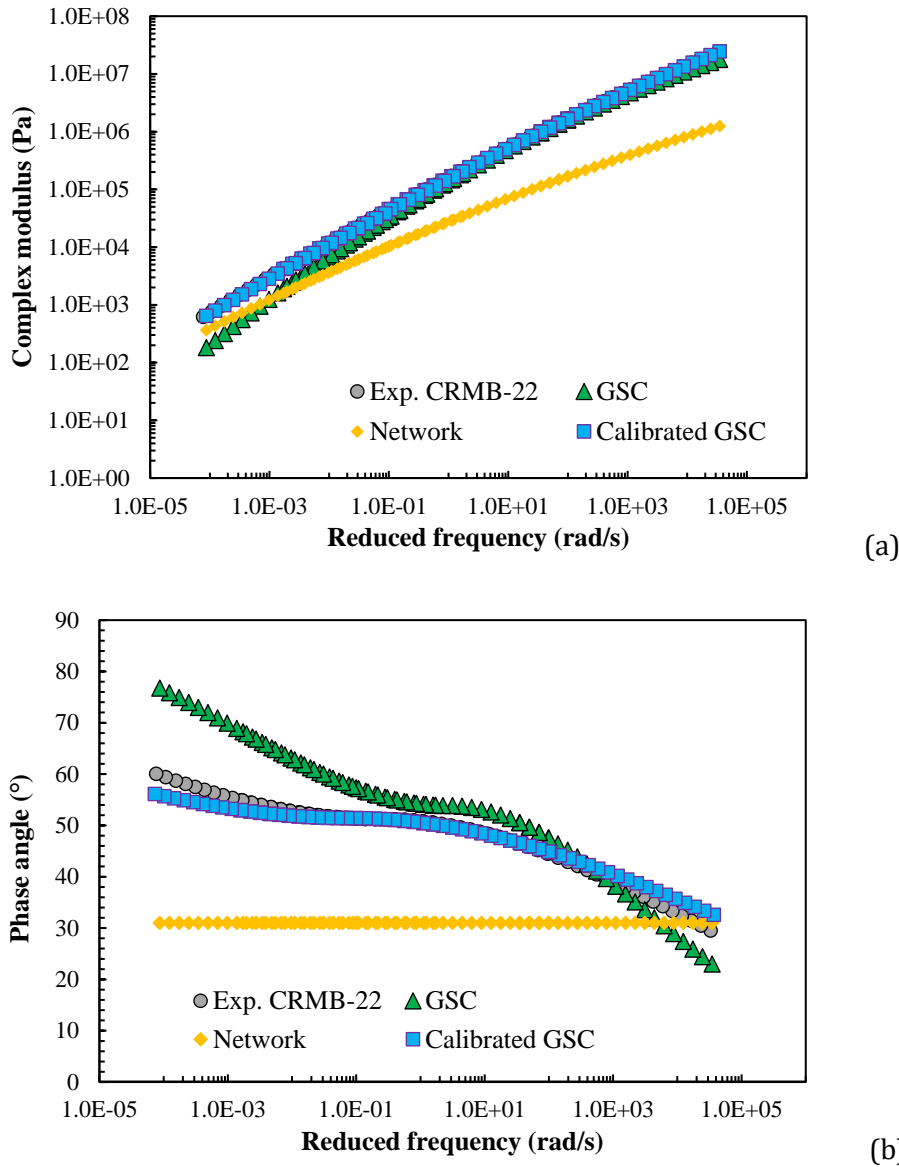 1.0E+08
1.0E+07
1.0E+06
1.0E+05
1.0E+04
1.0E+03
1.0E+02
1.0E+01
1.0E+00
Complex modulus (Pa)
Exp. CRMB-22 GSC
Network Calibrated GSC
1.0E-05 1.0E-03 1.0E-01 1.0E+01 1.0E+03 1.0E+05
Reduced frequency (rad/s)
(a)
90
80
70
60
50
40
30
20
10
0
Phase angle (°)
Exp. CRMB-22 GSC
Network Calibrated GSC
1.0E-05 1.0E-03 1.0E-01 1.0E+01 1.0E+03 1.0E+05
Reduced frequency (rad/s)
(b)